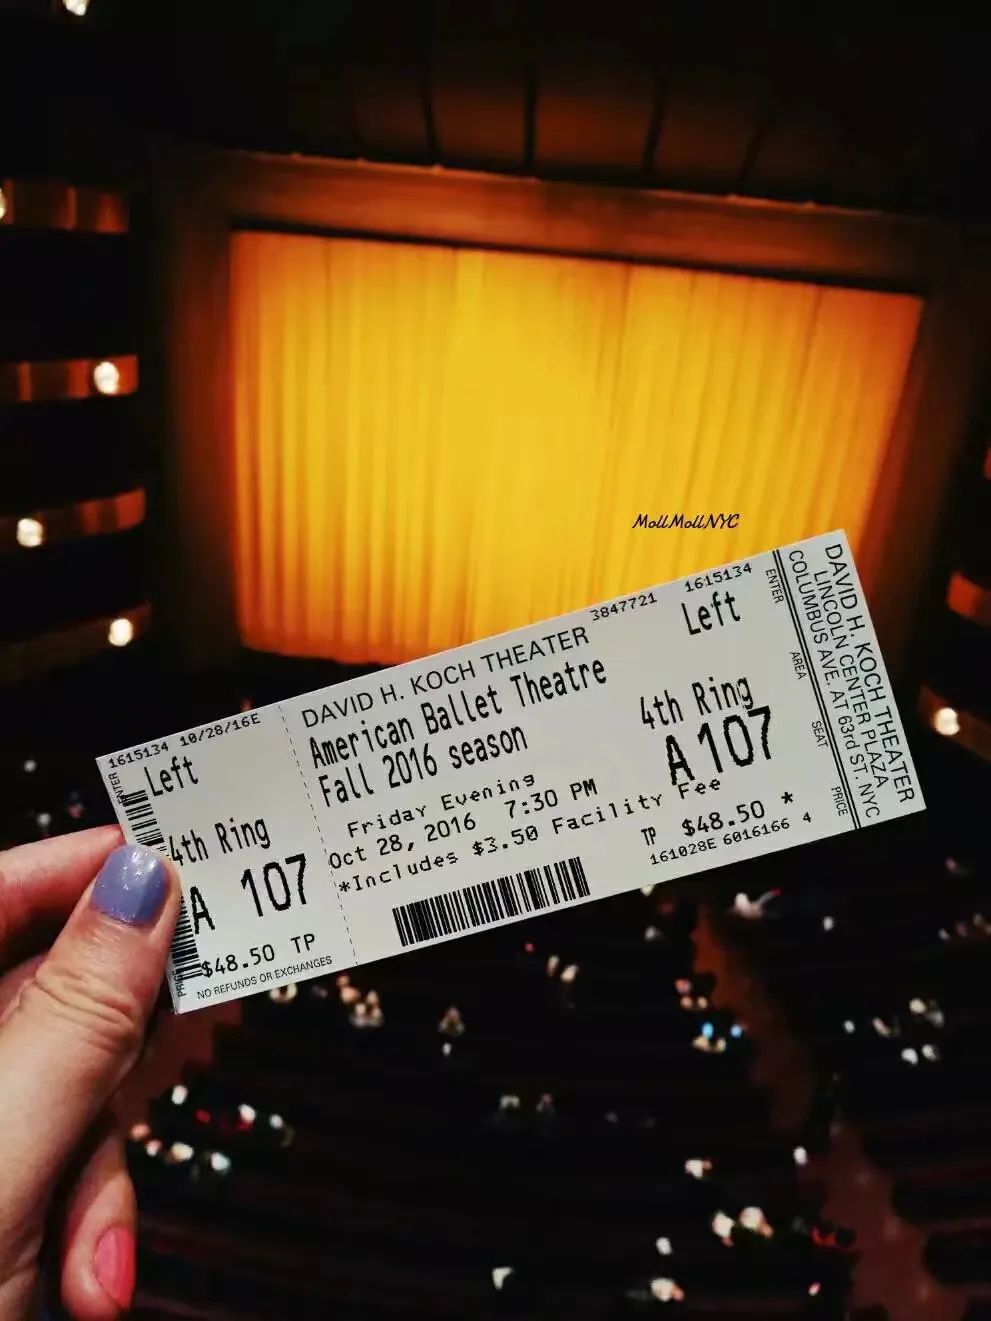 MollMollNYC
1615134 10/28/16E
ENTER
Left
4th Ring
A 107
$48.50 TP
PRICE
NO REFUNDS OR EXCHANGES
3847721 1615134
DAVID H. KOCH THEATER
American Ballet Theatre
Fall 2016 season
Friday Evening
Oct 28, 2016 7:30 PM
*Includes $3.50 Facility Fee
Left
4th Ring
A 107
TP $48.50 *
161028E 6016166 4
ENTER
AREA
SEAT
PRICE
DAVID H. KOCH THEATER
LINCOLN CENTER PLAZA
COLUMBUS AVE. AT 63rd ST. NYC